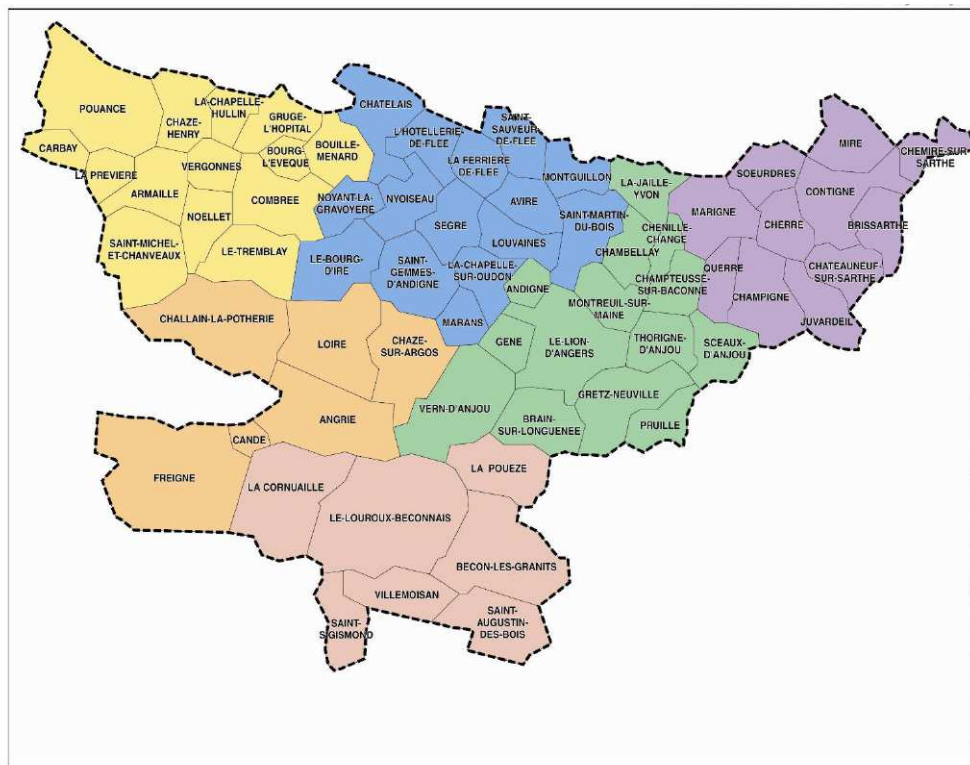 POUANCE
LA-CHAPELLE-
HULLIN
CHAZE-
HENRY
GRUGE-
L'HOPITAL
CARBAY
BOURG-
L'EVEQUE
BOUILLE-
MENARD
LA PREVIERE
VERGONNES
ARMAILLE
COMBREE
NOELLET
SAINT-MICHEL-
ET-CHANVEAUX
LE-TREMBLAY
CHATELAIS
L'HOTELLERIE-
DE-FLEE
SAINT-
SAUVEUR-
DE-FLEE
LA FERRIERE
DE-FLEE
MONTGUILLON
NOYANT-LA-
GRAVOYERE
NYOISEAU
AVIRE
SEGRE
SAINT-MARTIN-
DU-BOIS
LOUVAINES
LE-BOURG-
D'IRE
SAINT-
GEMMES-
D'ANDIGNE
LA-CHAPELLE-
SUR-OUDON
MARANS
LA-JAILLE-
YVON
CHENILLE-
CHANGE
CHAMBELLAY
CHAMPTEUSSE-
SUR-BACONNE
ANDIGNE
MONTREUIL-SUR-
MAINE
GENE
LE-LION-
D'ANGERS
THORIGNE-
D'ANJOU
SCEAUX-
D'ANJOU
VERN-D'ANJOU
GRETZ-NEUVILLE
BRAIN-
SUR-LONGUENEE
PRUILLE
MIRE
CHEMIRE-SUR-
SARTHE
SOEURDRES
CONTIGNE
MARIGNE
CHERRE
BRISSARTHE
QUERRE
CHATEAUNEUF-
SUR-SARTHE
CHAMPIGNE
JUVARDEIL
CHALLAIN-LA-POTHERIE
LOIRE
CHAZE-
SUR-ARGOS
ANGRIE
CANDE
FREIGNE
LA CORNUAILLE
LA POUEZE
LE-LOUROUX-BECONNAIS
BECON-LES-GRANITS
VILLEMOISAN
SAINT-
SIGISMOND
SAINT-
AUGUSTIN-
DES-BOIS